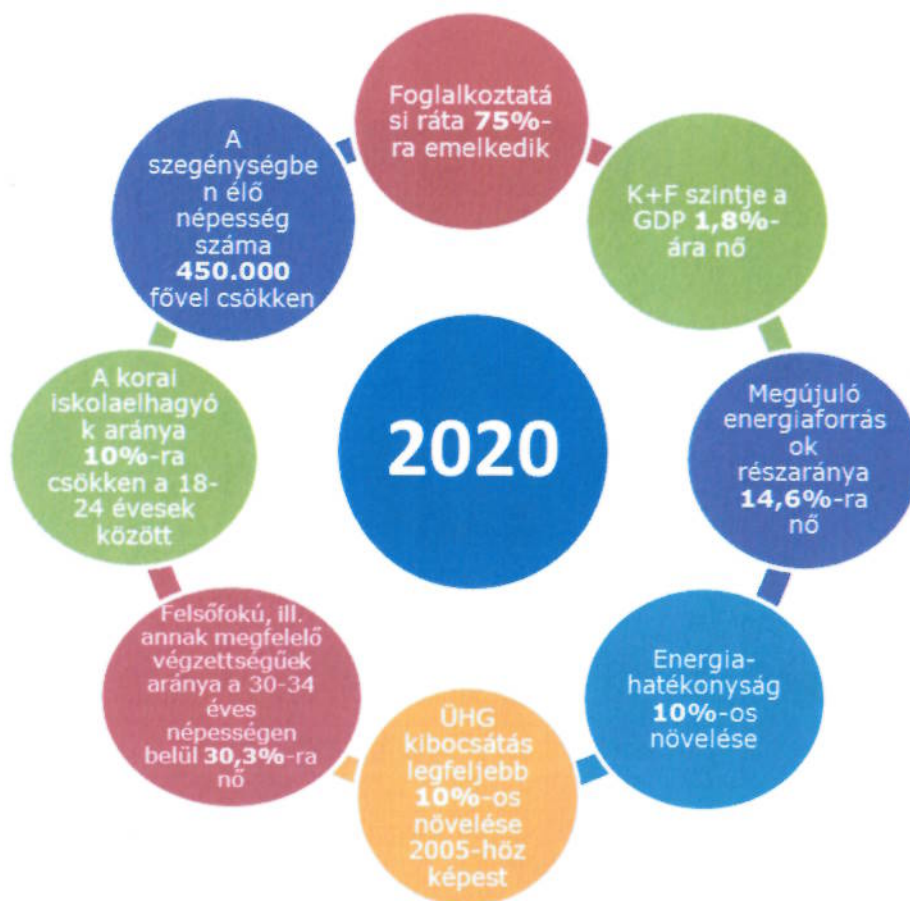 Foglalkoztatá
si ráta 75%-
ra emelkedik
K+F szintje a
GDP 1,8%-
ára nő
Megújuló
energiaforrás
ok
részaránya
14,6%-ra
nő
Energia-
hatékonyság
10%-os
növelése
ÜHG
kibocsátás
legfeljebb
10%-os
növelése
2005-höz
képest
Felsőfokú, ill.
annak megfelelő
végzettségűek
aránya a 30-34
éves
népességen
belül 30,3%-ra
nő
A korai
iskolaelhagyó
k aránya
10%-ra
csökken a 18-
24 évesek
között
A
szegénységbe
n élő
népesség
száma
450.000
fővel csökken
2020